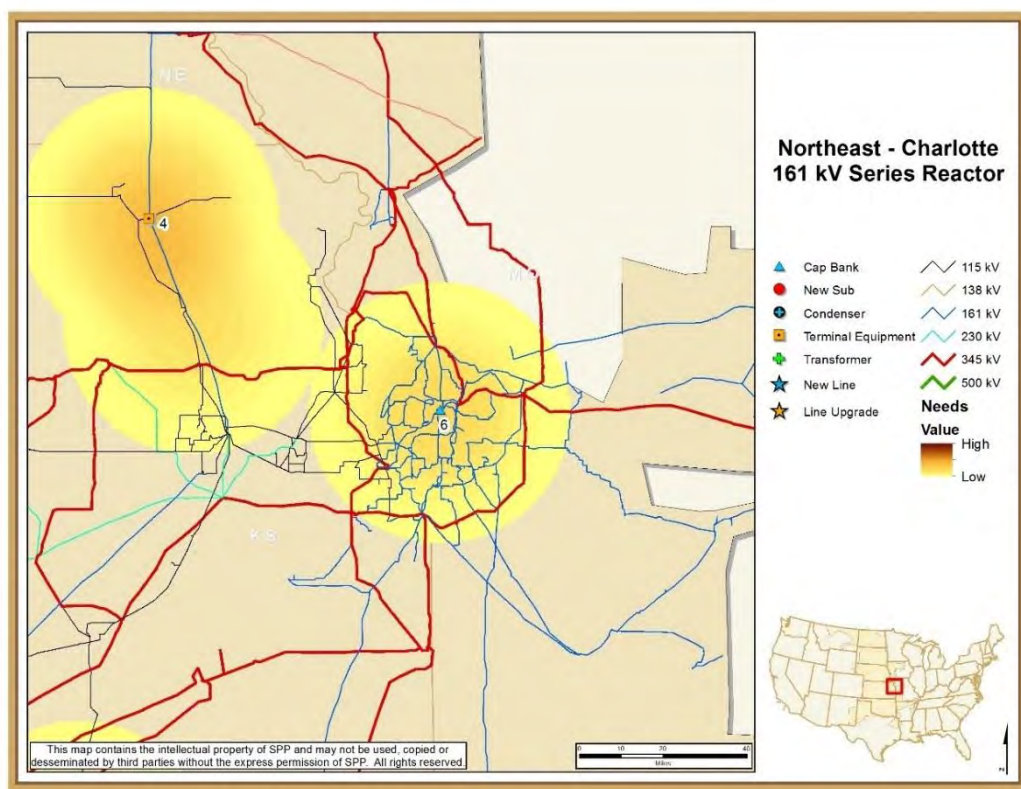 NE
4
MO
6
KS
This map contains the intellectual property of SPP and may not be used, copied or
desseminated by third parties without the express permission of SPP. All rights reserved.
0 10 20 40
Miles
Northeast - Charlotte
161 kV Series Reactor
Cap Bank
New Sub
Condenser
Terminal Equipment
Transformer
New Line
Line Upgrade
115 kV
138 kV
161 kV
230 kV
345 kV
500 kV
Needs
Value
High
Low
N